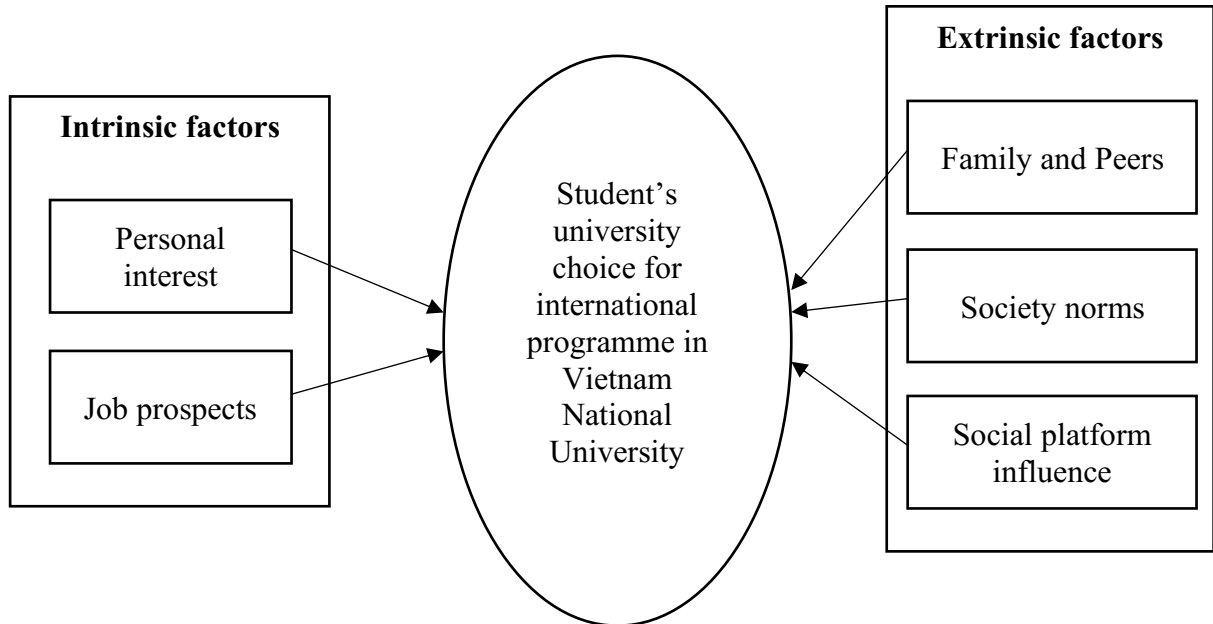 Intrinsic factors
Personal
interest
Job prospects
Student’s
university
choice for
international
programme in
Vietnam
National
University
Extrinsic factors
Family and Peers
Society norms
Social platform
influence